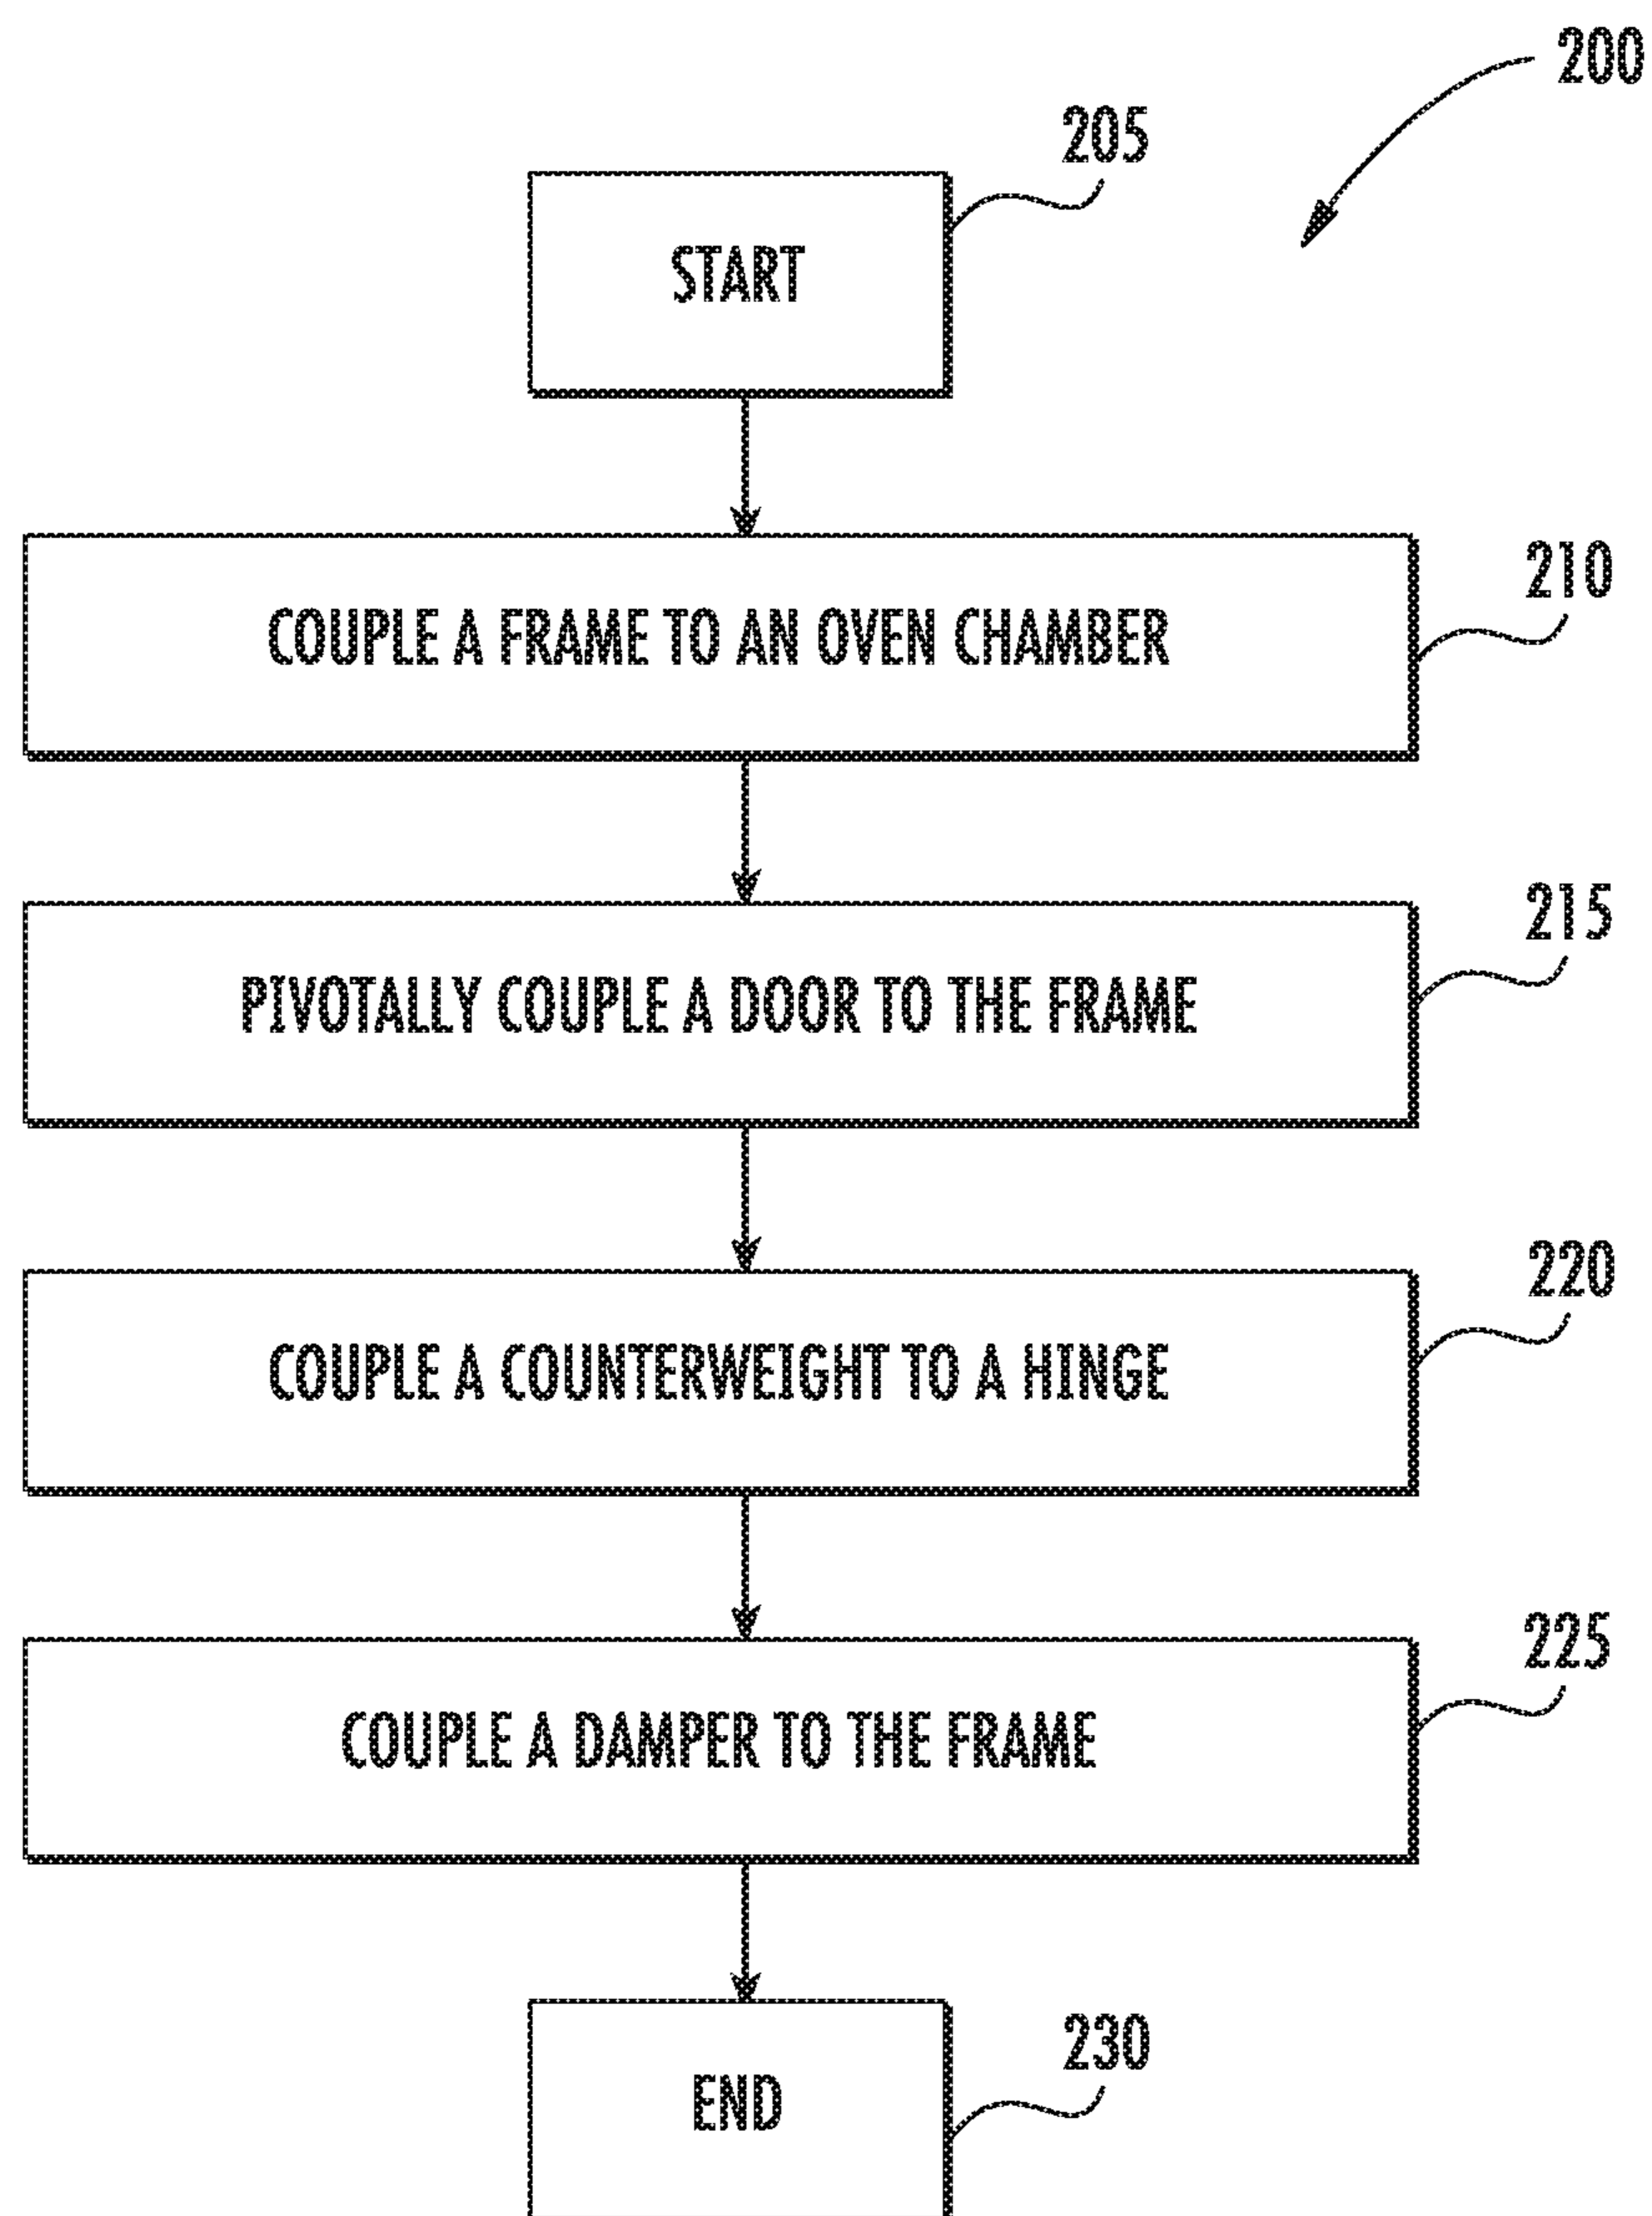 200
205
START
210
COUPLE A FRAME TO AN OVEN CHAMBER
215
PIVOTALLY COUPLE A DOOR TO THE FRAME
220
COUPLE A COUNTERWEIGHT TO A HINGE
225
COUPLE A DAMPER TO THE FRAME
230
END